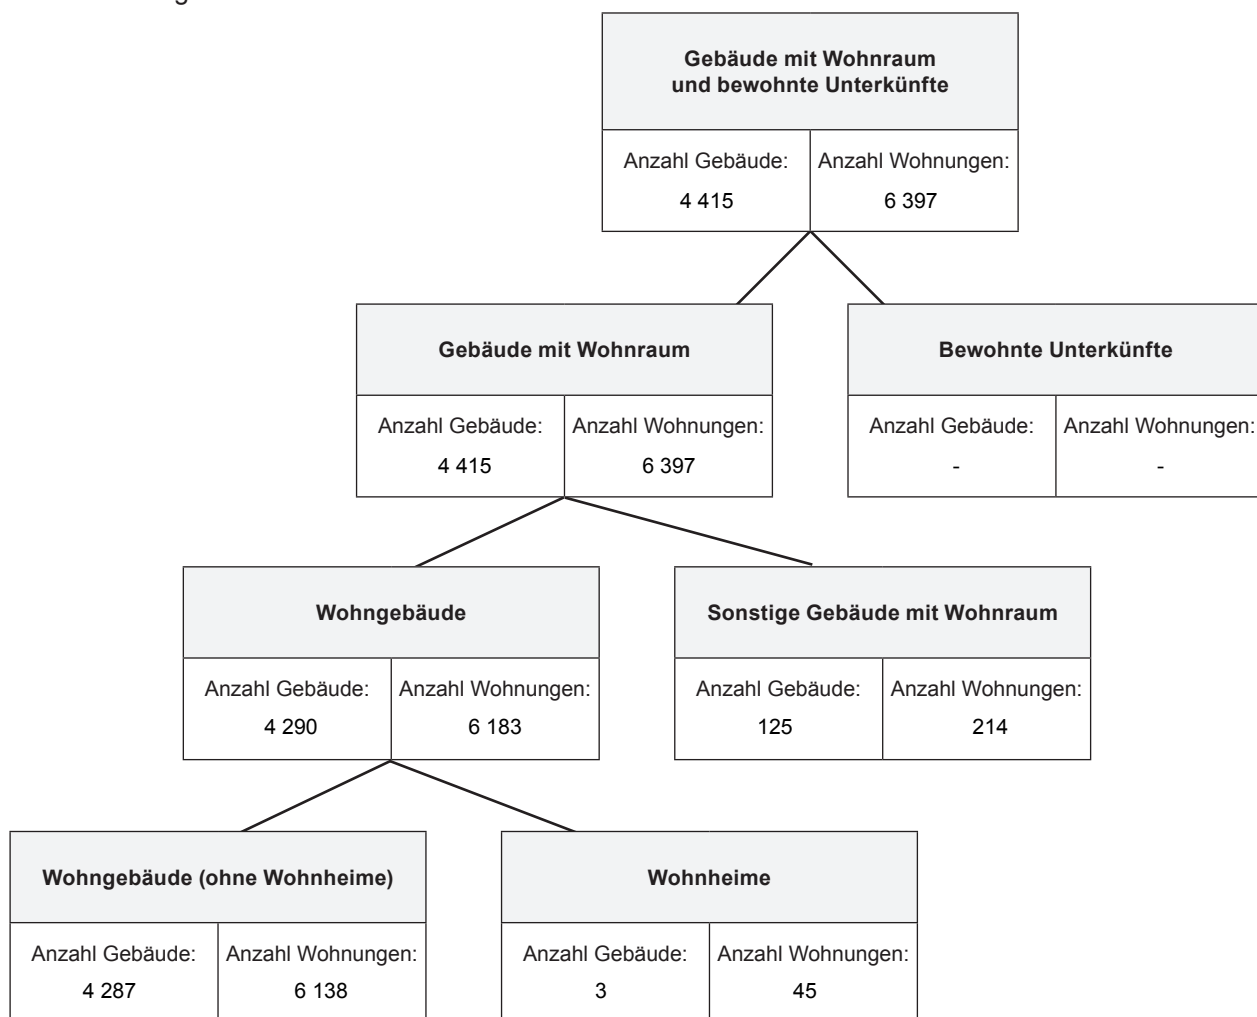 Gebäude mit Wohnraum
und bewohnte Unterkünfte
Anzahl Gebäude: Anzahl Wohnungen:
4 415 6 397
Gebäude mit Wohnraum Bewohnte Unterkünfte
Anzahl Gebäude: Anzahl Wohnungen: Anzahl Gebäude: Anzahl Wohnungen:
4 415 6 397 - -
Wohngebäude Sonstige Gebäude mit Wohnraum
Anzahl Gebäude: Anzahl Wohnungen: Anzahl Gebäude: Anzahl Wohnungen:
4 290 6 183 125 214
Wohngebäude (ohne Wohnheime) Wohnheime
Anzahl Gebäude: Anzahl Wohnungen: Anzahl Gebäude: Anzahl Wohnungen:
4 287 6 138 3 45